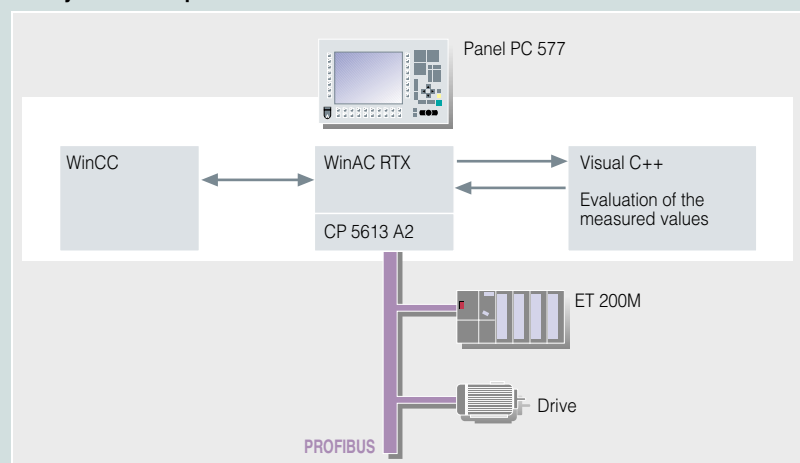 Panel PC 577
WinCC
WinAC RTX
CP 5613 A2
Visual C++
Evaluation of the
measured values
ET 200M
Drive
PROFIBUS